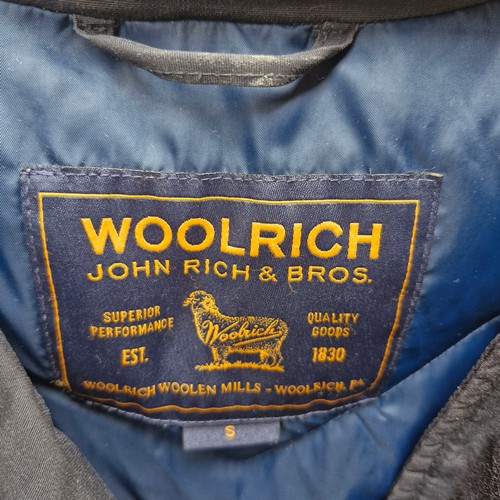 WOOLRICH
JOHN RICH & BROS.
SUPERIOR
PERFORMANCE
EST.
Woolrich
QUALITY
GOODS
1830
WOOLRICH WOOLEN MILLS - WOOLRICH, PA
S